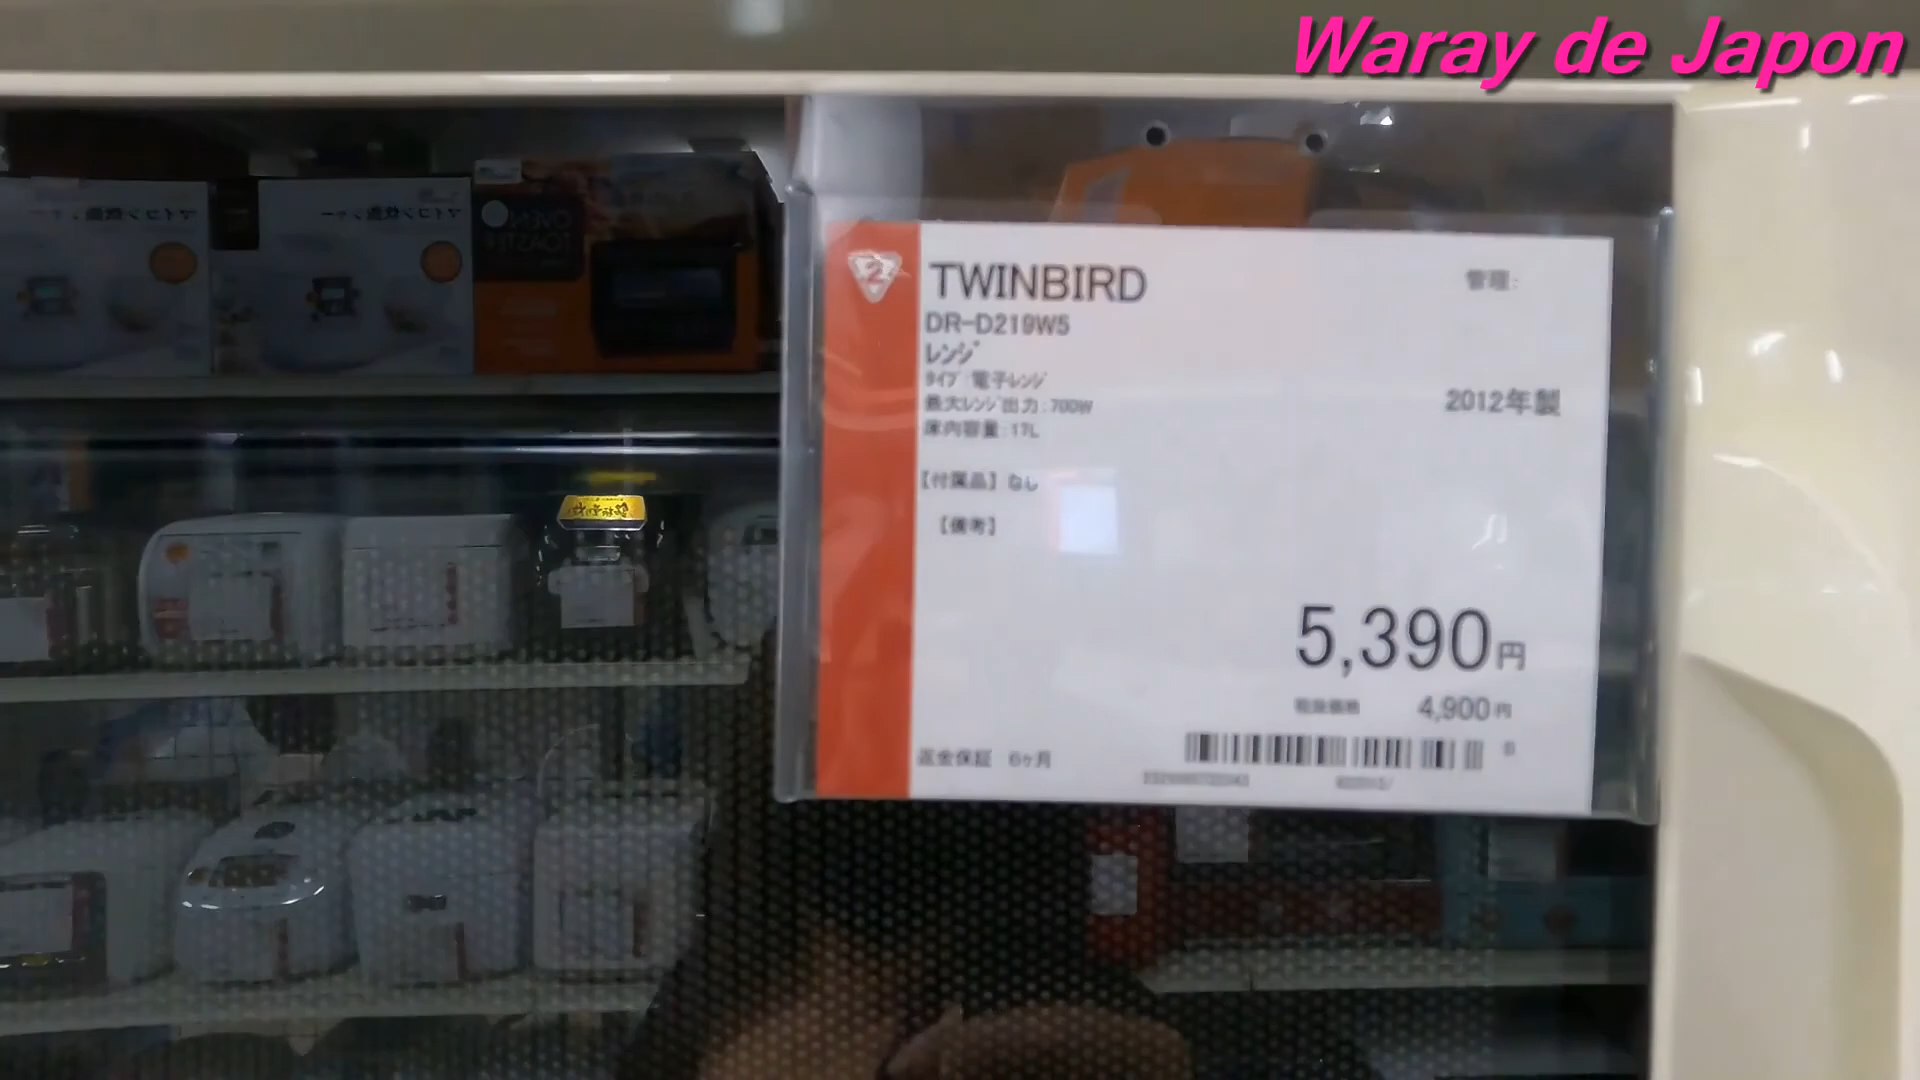 Waray de Japon
TWINBIRD
管理:
DR-D219W5
レンジ
タイプ:電子レンジ
2012年製
最大レンジ出力:700W
庫内容量:17L
【付属品】なし
【備考】
5,390円
税抜価格 4,900円
返金保証 6ヶ月